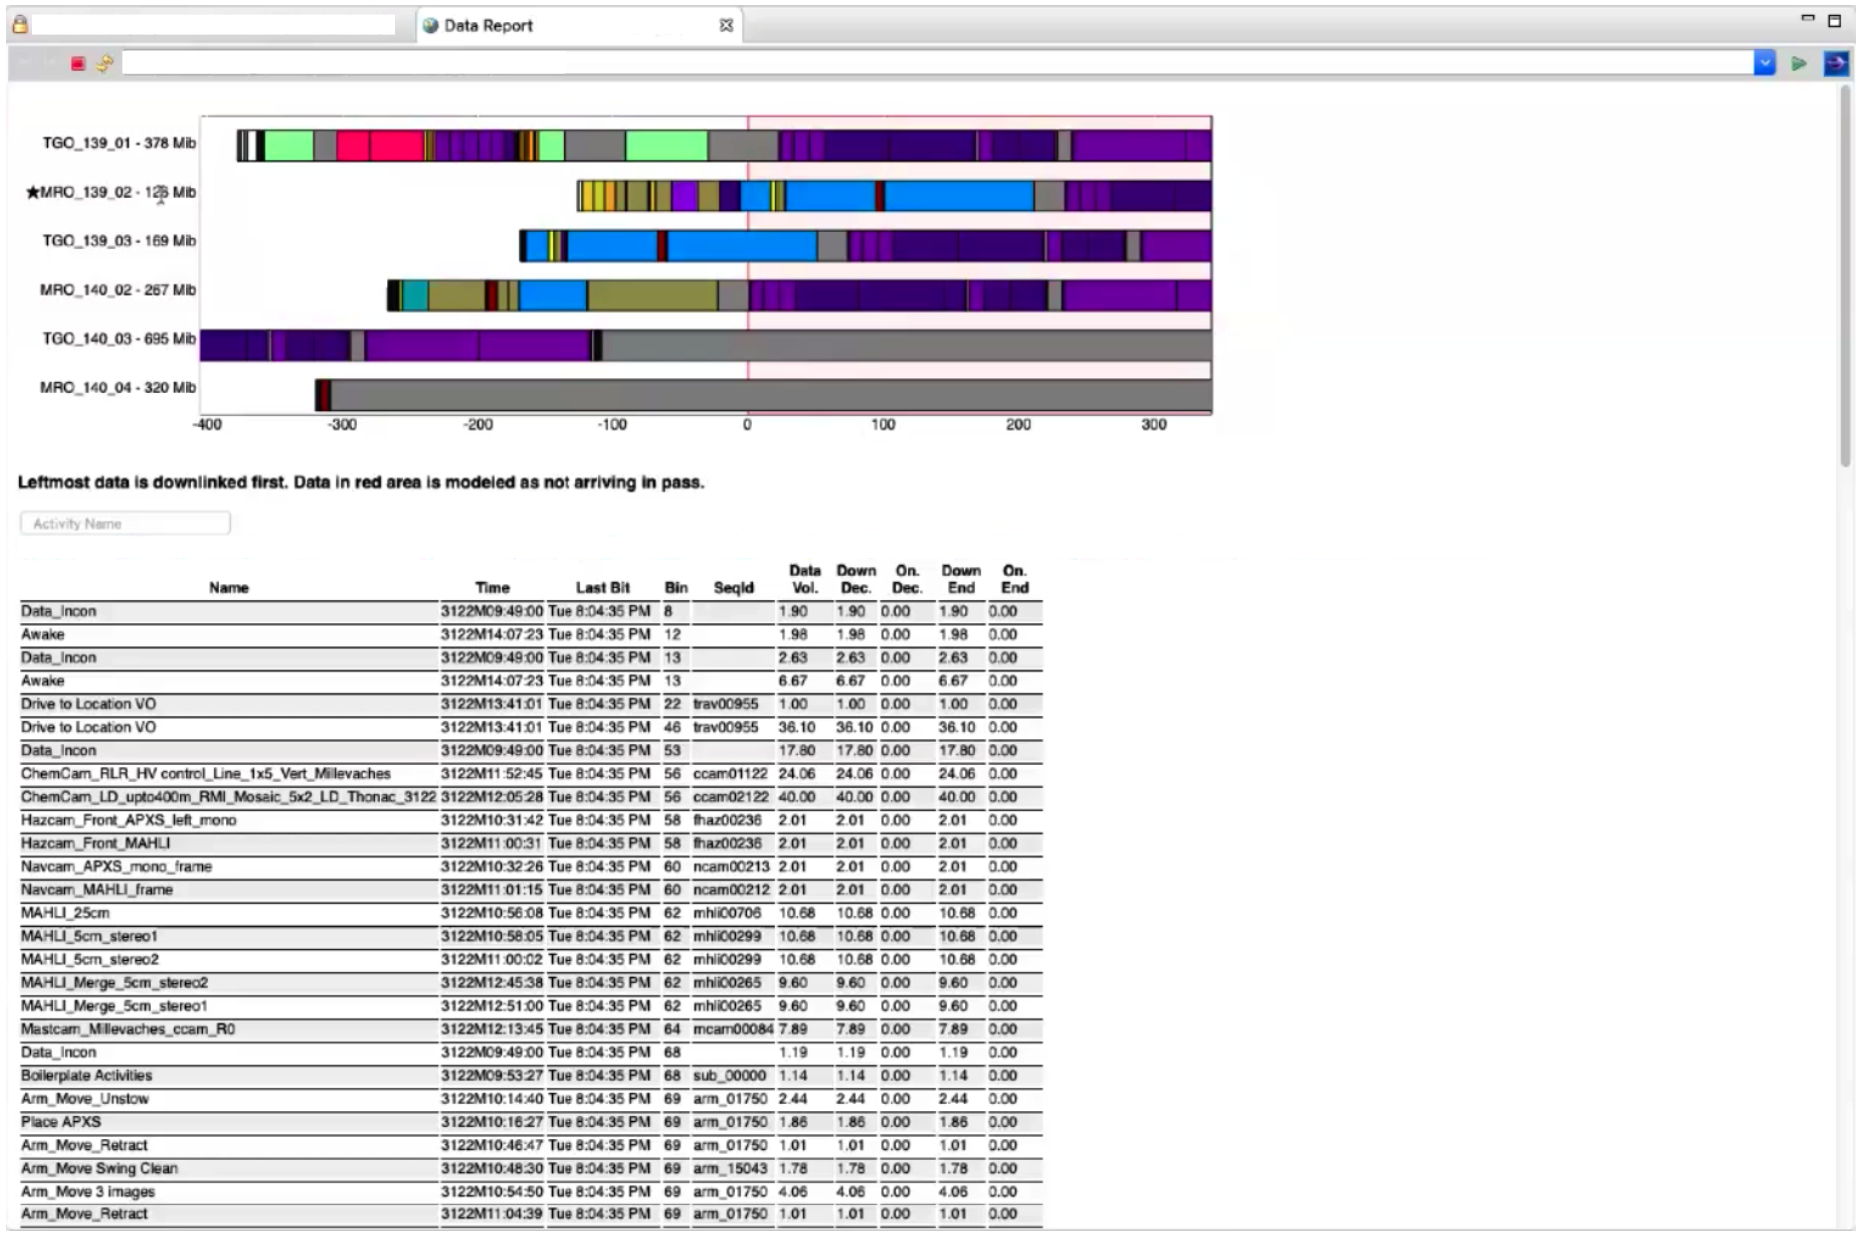 Data Report
TGO_139_01 - 378 Mib
★MRO_139_02 - 126 Mib
TGO_139_03 - 169 Mib
MRO_140_02 - 267 Mib
TGO_140_03 - 695 Mib
MRO_140_04 - 320 Mib
-400 -300 -200 -100 0 100 200 300
Leftmost data is downlinked first. Data in red area is modeled as not arriving in pass.
Activity Name
Name Time Last Bit Bin SeqId Data Vol. Down Dec. On. Dec. Down End On. End
Data_Incon 3122M09:49:00 Tue 8:04:35 PM 8 1.90 1.90 0.00 1.90 0.00
Awake 3122M14:07:23 Tue 8:04:35 PM 12 1.98 1.98 0.00 1.98 0.00
Data_Incon 3122M09:49:00 Tue 8:04:35 PM 13 2.63 2.63 0.00 2.63 0.00
Awake 3122M14:07:23 Tue 8:04:35 PM 13 6.67 6.67 0.00 6.67 0.00
Drive to Location VO 3122M13:41:01 Tue 8:04:35 PM 22 trav00955 1.00 1.00 0.00 1.00 0.00
Drive to Location VO 3122M13:41:01 Tue 8:04:35 PM 46 trav00955 36.10 36.10 0.00 36.10 0.00
Data_Incon 3122M09:49:00 Tue 8:04:35 PM 53 17.80 17.80 0.00 17.80 0.00
ChemCam_RLR_HV control_Line_1x5_Vert_Millevaches 3122M11:52:45 Tue 8:04:35 PM 56 ccam01122 24.06 24.06 0.00 24.06 0.00
ChemCam_LD_upto400m_RMI_Mosaic_5x2_LD_Thonac_3122 3122M12:05:28 Tue 8:04:35 PM 56 ccam02122 40.00 40.00 0.00 40.00 0.00
Hazcam_Front_APXS_left_mono 3122M10:31:42 Tue 8:04:35 PM 58 fhaz00236 2.01 2.01 0.00 2.01 0.00
Hazcam_Front_MAHLI 3122M11:00:31 Tue 8:04:35 PM 58 fhaz00236 2.01 2.01 0.00 2.01 0.00
Navcam_APXS_mono_frame 3122M10:32:26 Tue 8:04:35 PM 60 ncam00213 2.01 2.01 0.00 2.01 0.00
Navcam_MAHLI_frame 3122M11:01:15 Tue 8:04:35 PM 60 ncam00212 2.01 2.01 0.00 2.01 0.00
MAHLI_25cm 3122M10:56:08 Tue 8:04:35 PM 62 mhli00706 10.68 10.68 0.00 10.68 0.00
MAHLI_5cm_stereo1 3122M10:58:05 Tue 8:04:35 PM 62 mhli00299 10.68 10.68 0.00 10.68 0.00
MAHLI_5cm_stereo2 3122M11:00:02 Tue 8:04:35 PM 62 mhli00299 10.68 10.68 0.00 10.68 0.00
MAHLI_Merge_5cm_stereo2 3122M12:45:38 Tue 8:04:35 PM 62 mhli00265 9.60 9.60 0.00 9.60 0.00
MAHLI_Merge_5cm_stereo1 3122M12:51:00 Tue 8:04:35 PM 62 mhli00265 9.60 9.60 0.00 9.60 0.00
Mastcam_Millevaches_ccam_R0 3122M12:13:45 Tue 8:04:35 PM 64 mcam00084 7.89 7.89 0.00 7.89 0.00
Data_Incon 3122M09:49:00 Tue 8:04:35 PM 68 1.19 1.19 0.00 1.19 0.00
Boilerplate Activities 3122M09:53:27 Tue 8:04:35 PM 68 sub_00000 1.14 1.14 0.00 1.14 0.00
Arm_Move_Unstow 3122M10:14:40 Tue 8:04:35 PM 69 arm_01750 2.44 2.44 0.00 2.44 0.00
Place APXS 3122M10:16:27 Tue 8:04:35 PM 69 arm_01750 1.86 1.86 0.00 1.86 0.00
Arm_Move_Retract 3122M10:46:47 Tue 8:04:35 PM 69 arm_01750 1.01 1.01 0.00 1.01 0.00
Arm_Move Swing Clean 3122M10:48:30 Tue 8:04:35 PM 69 arm_15043 1.78 1.78 0.00 1.78 0.00
Arm_Move 3 images 3122M10:54:50 Tue 8:04:35 PM 69 arm_01750 4.06 4.06 0.00 4.06 0.00
Arm_Move_Retract 3122M11:04:39 Tue 8:04:35 PM 69 arm_01750 1.01 1.01 0.00 1.01 0.00